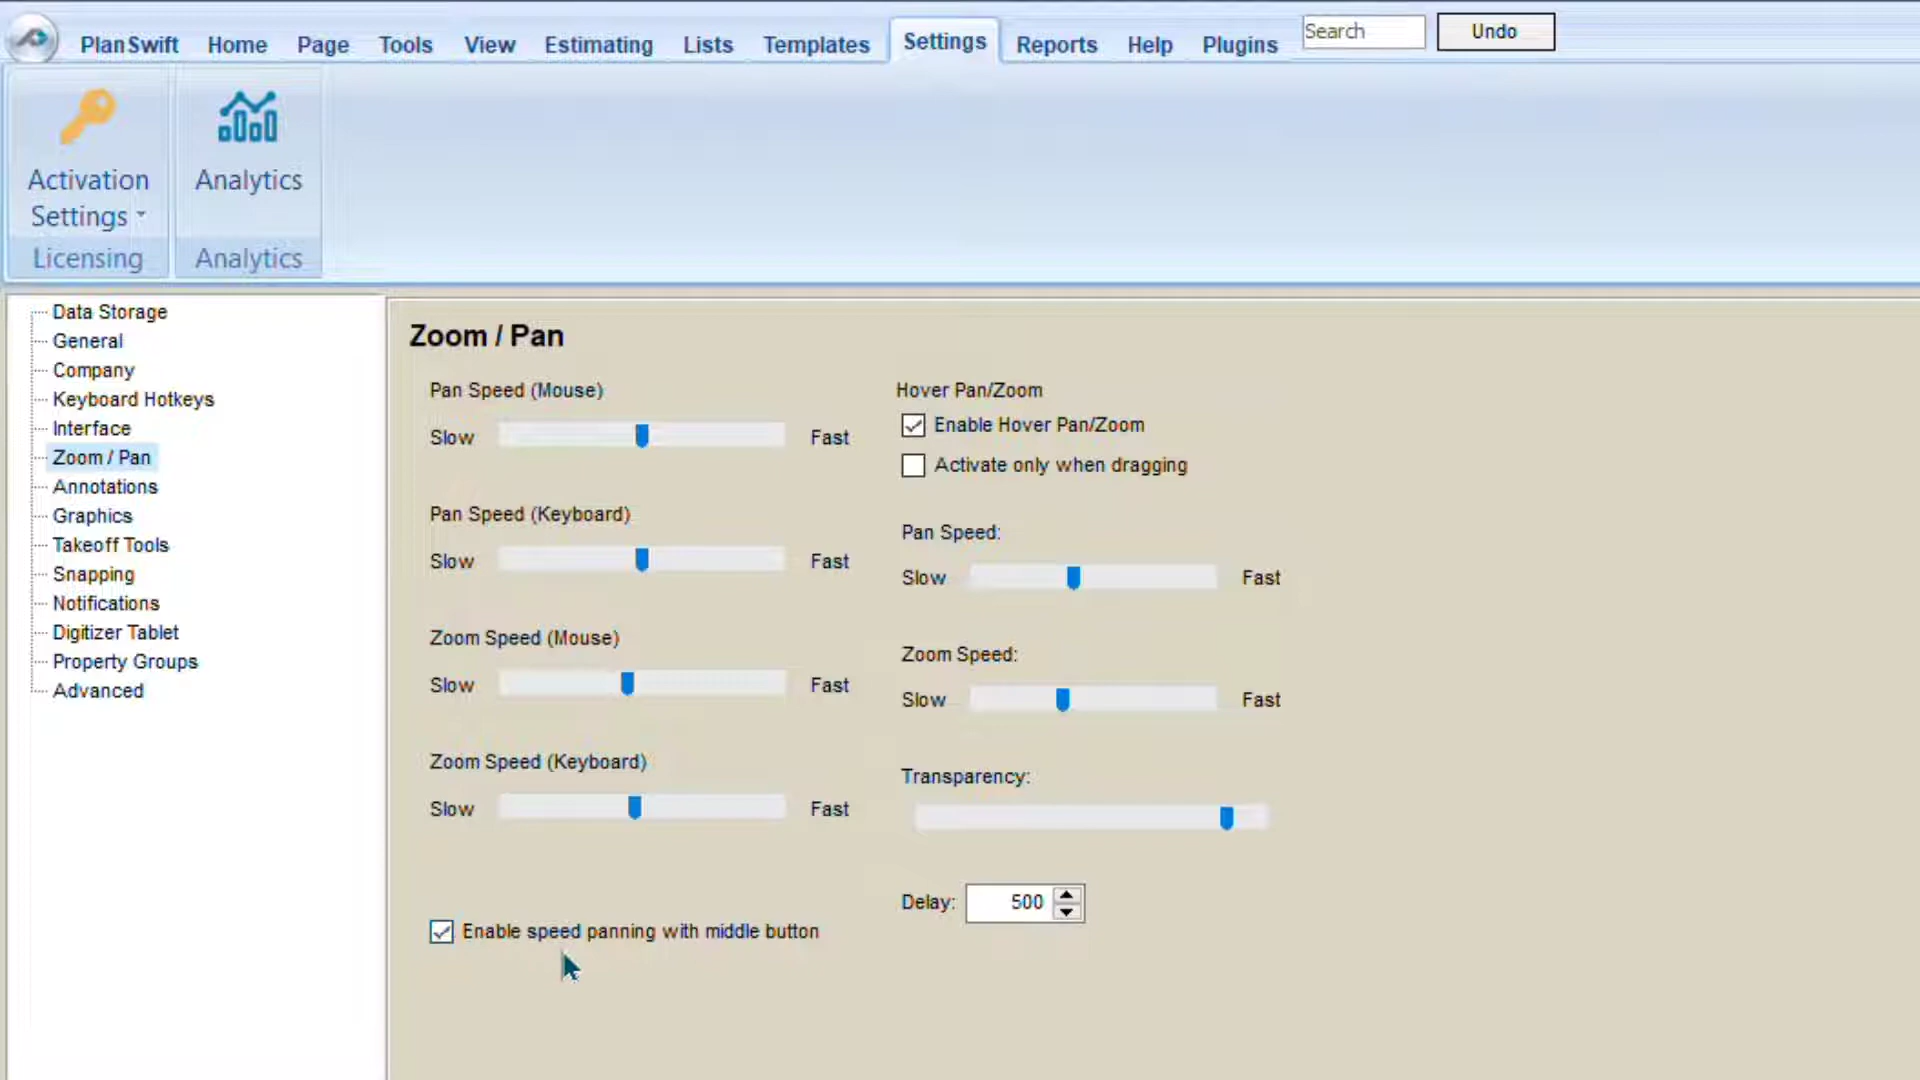 PlanSwift Home Page Tools View Estimating Lists Templates Settings Reports Help Plugins Search Undo
Activation Settings
Analytics
Licensing
Analytics
Data Storage
General
Company
Keyboard Hotkeys
Interface
Zoom / Pan
Annotations
Graphics
Takeoff Tools
Snapping
Notifications
Digitizer Tablet
Property Groups
Advanced
Zoom / Pan
Pan Speed (Mouse)
Slow Fast
Pan Speed (Keyboard)
Slow Fast
Zoom Speed (Mouse)
Slow Fast
Zoom Speed (Keyboard)
Slow Fast
Enable speed panning with middle button
Hover Pan/Zoom
Enable Hover Pan/Zoom
Activate only when dragging
Pan Speed:
Slow Fast
Zoom Speed:
Slow Fast
Transparency:
Delay: 500